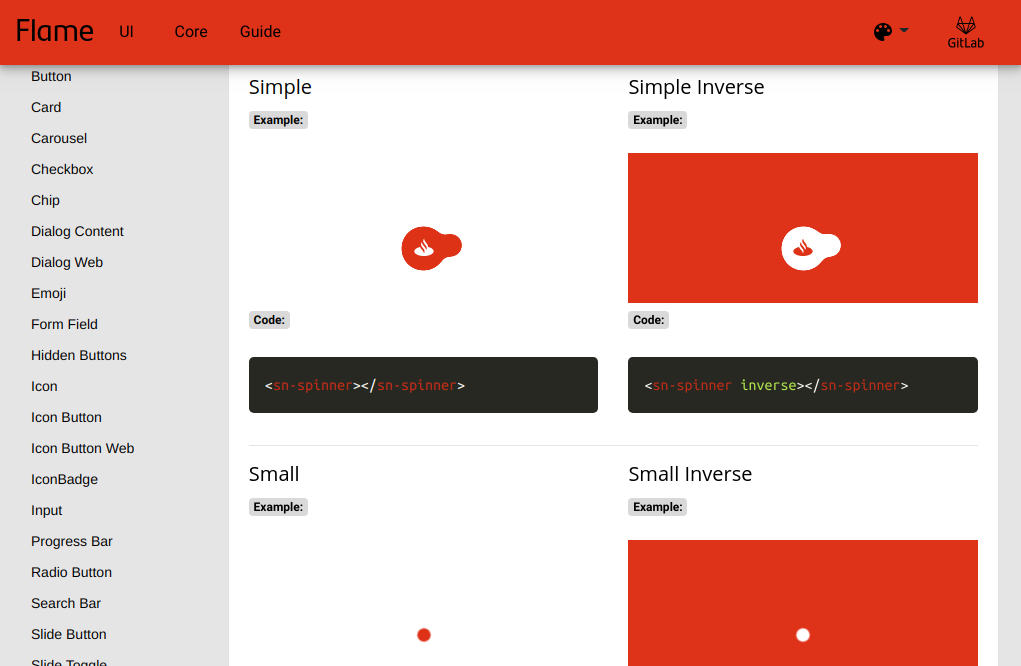 Flame UI Core Guide GitLab
Button
Card
Carousel
Checkbox
Chip
Dialog Content
Dialog Web
Emoji
Form Field
Hidden Buttons
Icon
Icon Button
Icon Button Web
IconBadge
Input
Progress Bar
Radio Button
Search Bar
Slide Button
Slide Toggle
Simple
Example:
Code:
<sn-spinner></sn-spinner>
Simple Inverse
Example:
Code:
<sn-spinner inverse></sn-spinner>
Small
Example:
Small Inverse
Example: